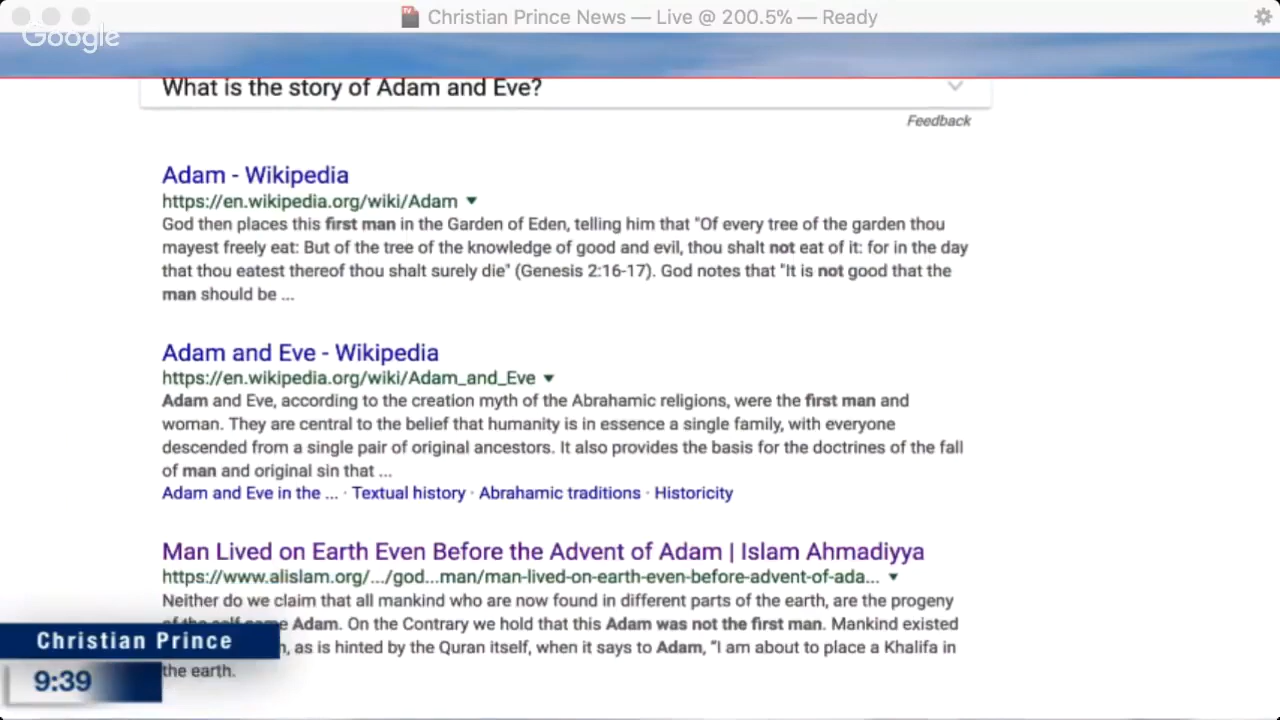 Christian Prince News — Live @ 200.5% — Ready
Google
What is the story of Adam and Eve?
Feedback
Adam - Wikipedia
https://en.wikipedia.org/wiki/Adam
God then places this first man in the Garden of Eden, telling him that "Of every tree of the garden thou
mayest freely eat: But of the tree of the knowledge of good and evil, thou shalt not eat of it: for in the day
that thou eatest thereof thou shalt surely die" (Genesis 2:16-17). God notes that "It is not good that the
man should be ...
Adam and Eve - Wikipedia
https://en.wikipedia.org/wiki/Adam_and_Eve
Adam and Eve, according to the creation myth of the Abrahamic religions, were the first man and
woman. They are central to the belief that humanity is in essence a single family, with everyone
descended from a single pair of original ancestors. It also provides the basis for the doctrines of the fall
of man and original sin that ...
Adam and Eve in the ... · Textual history · Abrahamic traditions · Historicity
Man Lived on Earth Even Before the Advent of Adam | Islam Ahmadiyya
https://www.alislam.org/.../god...man/man-lived-on-earth-even-before-advent-of-ada...
Neither do we claim that all mankind who are now found in different parts of the earth, are the progeny
Adam. On the Contrary we hold that this Adam was not the first man. Mankind existed
as is hinted by the Quran itself, when it says to Adam, "I am about to place a Khalifa in
the earth.
Christian Prince
9:39